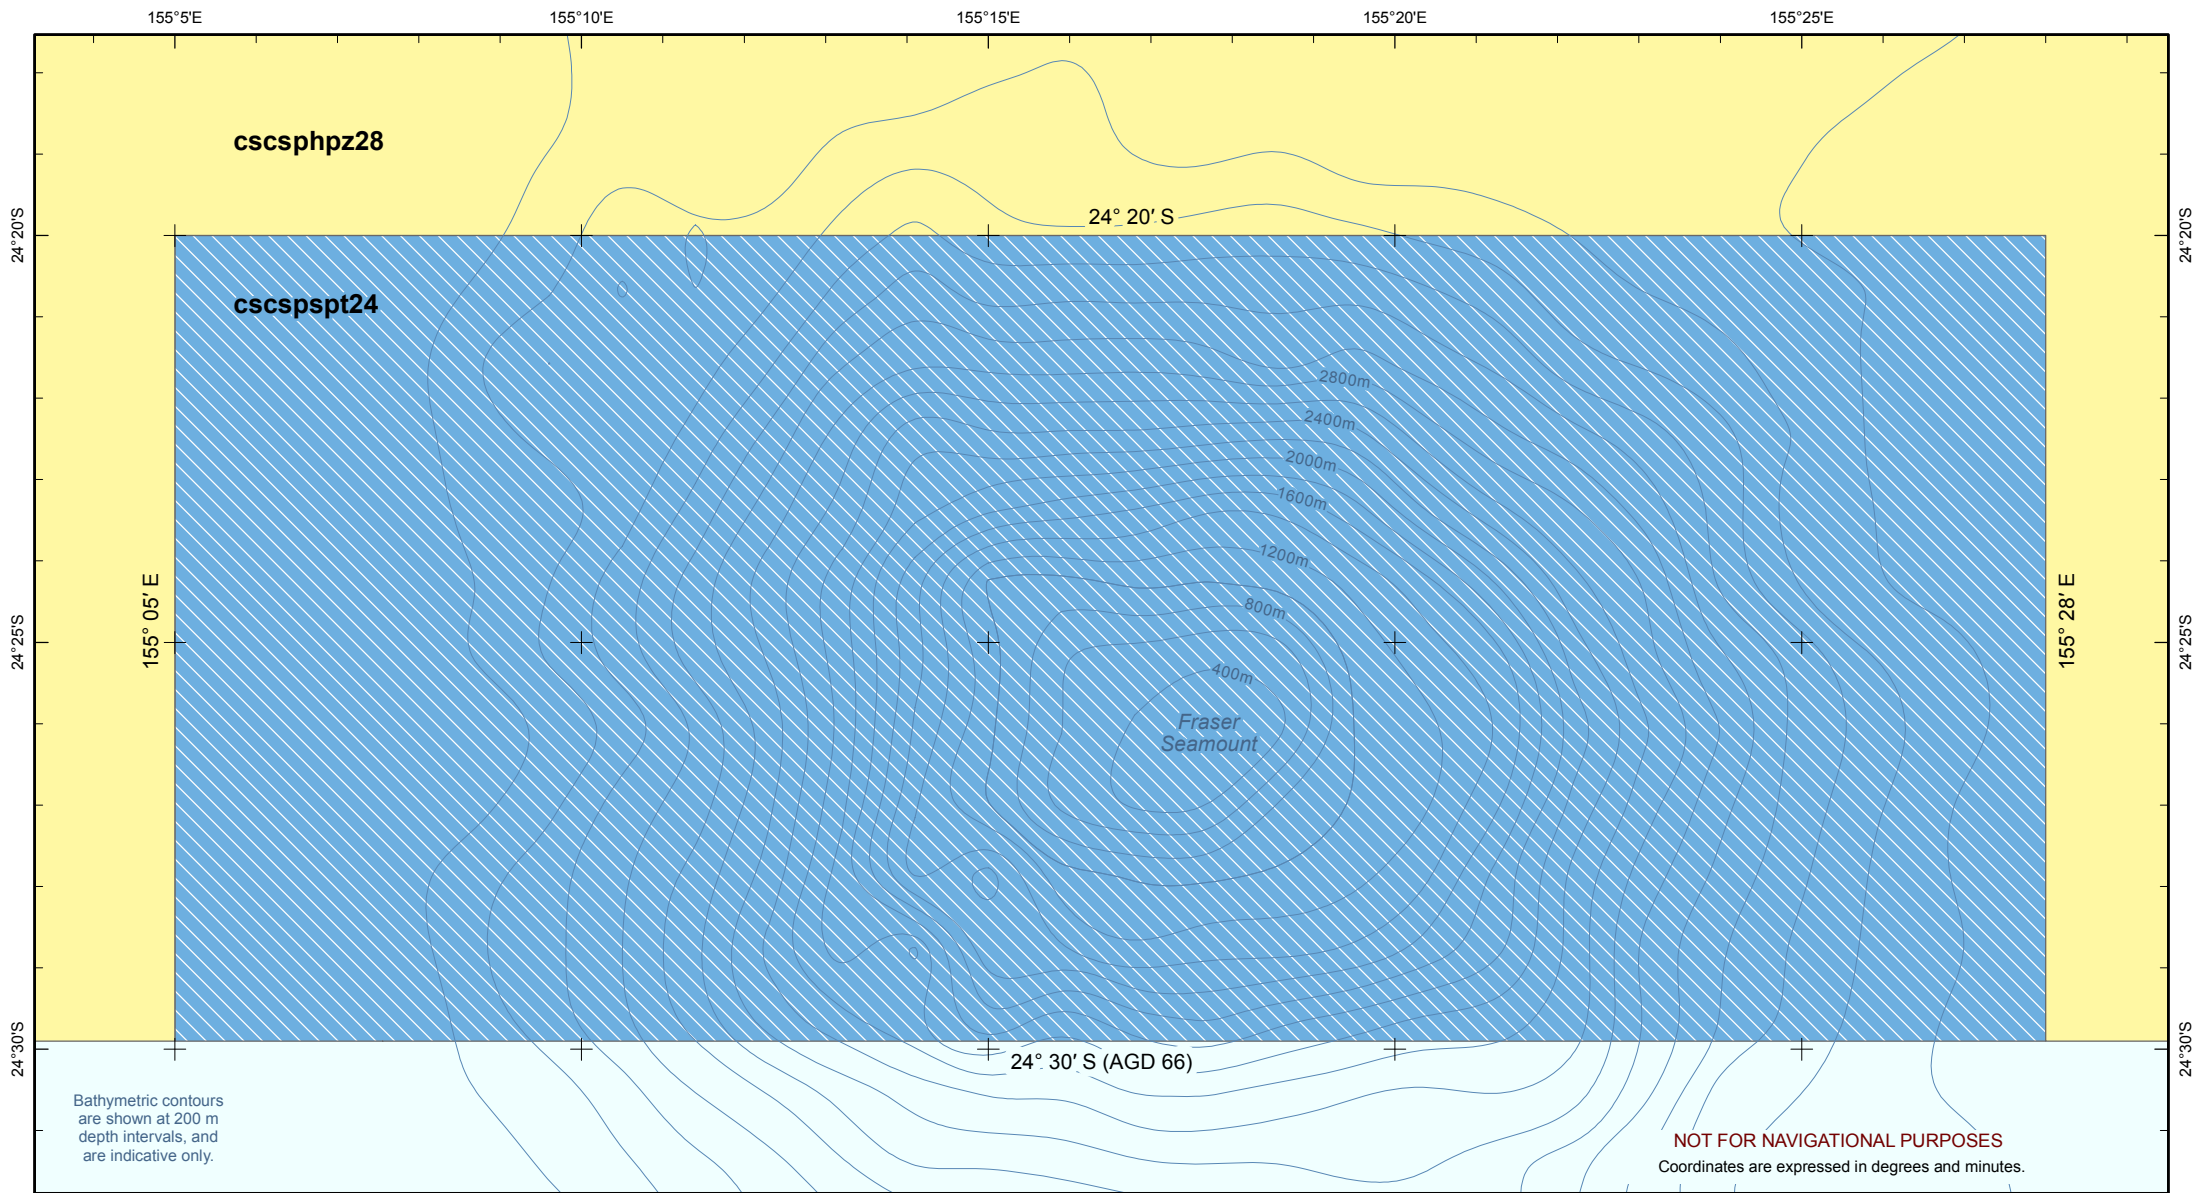 155°5'E
155°10'E
155°15'E
155°20'E
155°25'E
cscsphpz28
24°20'S
24° 20′ S
24°20'S
cscspspt24
2800m
2400m
2000m
1600m
1200m
800m
400m
155° 05′ E
155° 28′ E
24°25'S
24°25'S
Fraser
Seamount
24°30'S
24° 30′ S (AGD 66)
24°30'S
Bathymetric contours
are shown at 200 m
depth intervals, and
are indicative only.
NOT FOR NAVIGATIONAL PURPOSES
Coordinates are expressed in degrees and minutes.